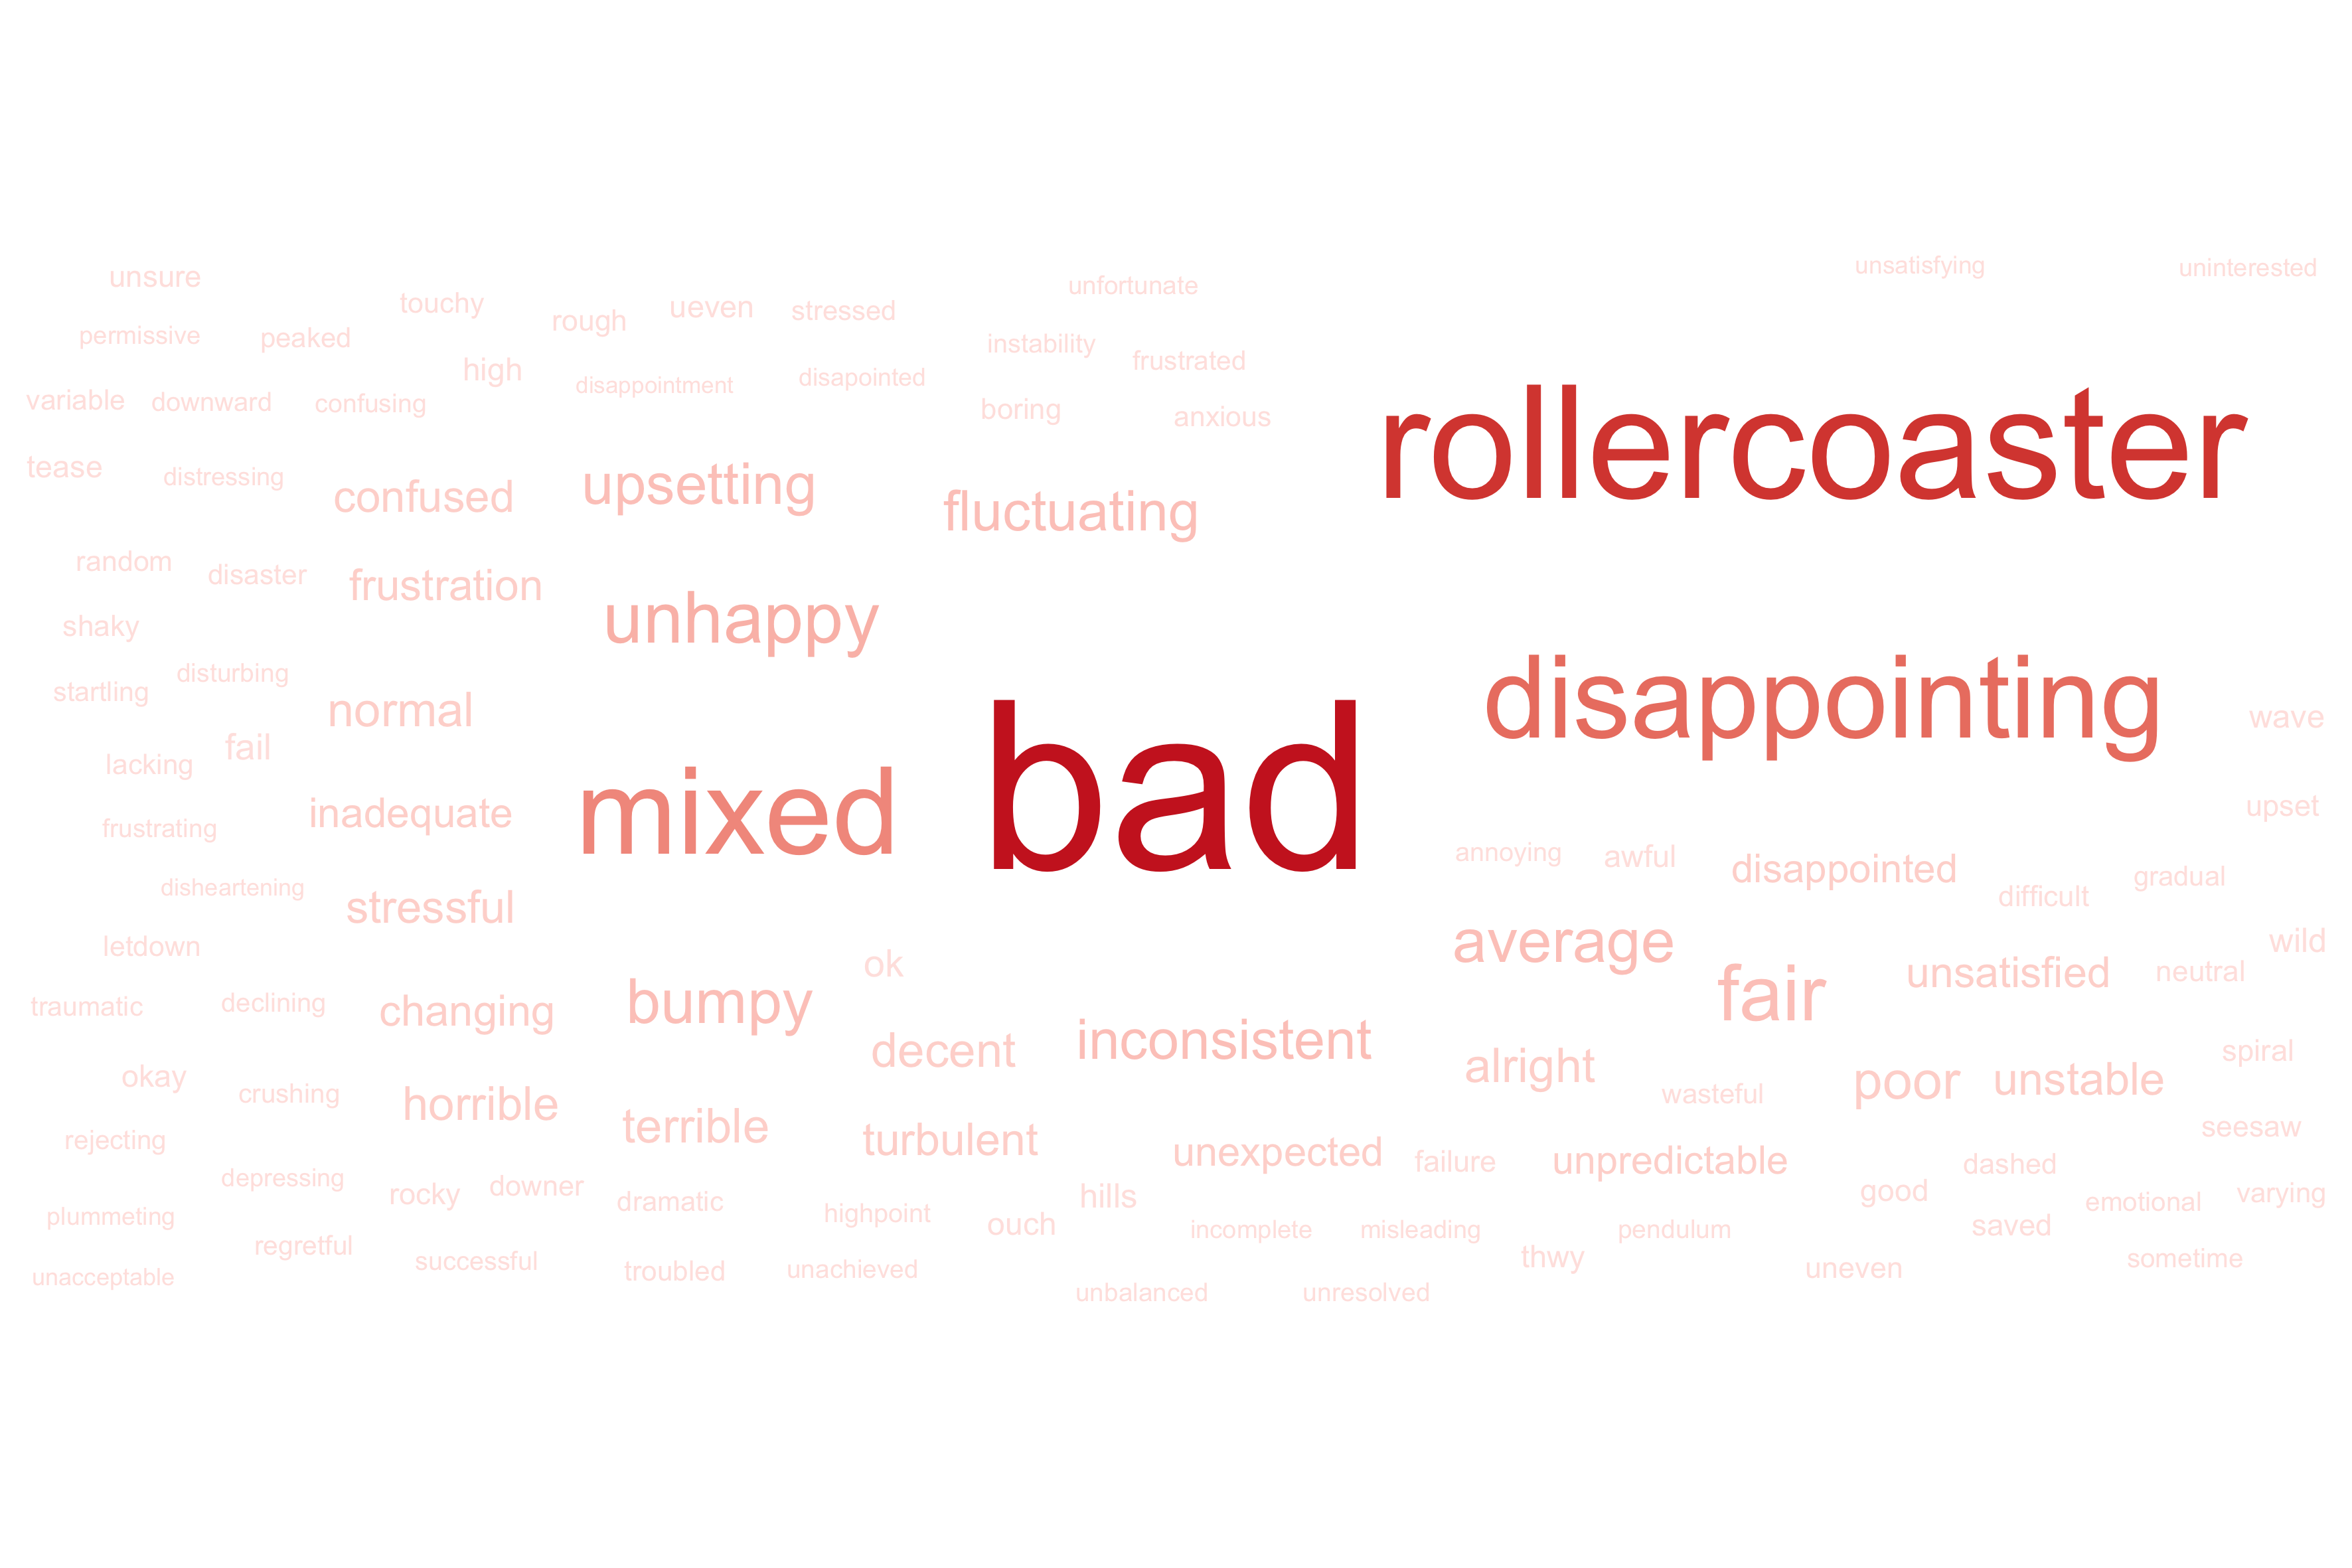 unsatisfying
uninterested
unsure
unfortunate
touchy
ueven
stressed
rough
permissive
peaked
instability
frustrated
high
disappointment
disapointed
variable
downward
confusing
boring
anxious
rollercoaster
tease
distressing
confused
upsetting
fluctuating
random
disaster
frustration
unhappy
shaky
startling
disturbing
normal
disappointing
wave
lacking
fail
mixed
bad
upset
frustrating
inadequate
annoying
awful
disappointed
difficult
gradual
disheartening
stressful
letdown
ok
average
fair
unsatisfied
neutral
wild
traumatic
declining
changing
bumpy
decent
inconsistent
alright
poor
unstable
spiral
okay
crushing
horrible
terrible
wasteful
rejecting
turbulent
unexpected
failure
unpredictable
dashed
seesaw
depressing
rocky
downer
dramatic
highpoint
ouch
hills
good
emotional
varying
plummeting
incomplete
misleading
pendulum
saved
regretful
successful
troubled
unachieved
thwy
uneven
sometime
unacceptable
unbalanced
unresolved